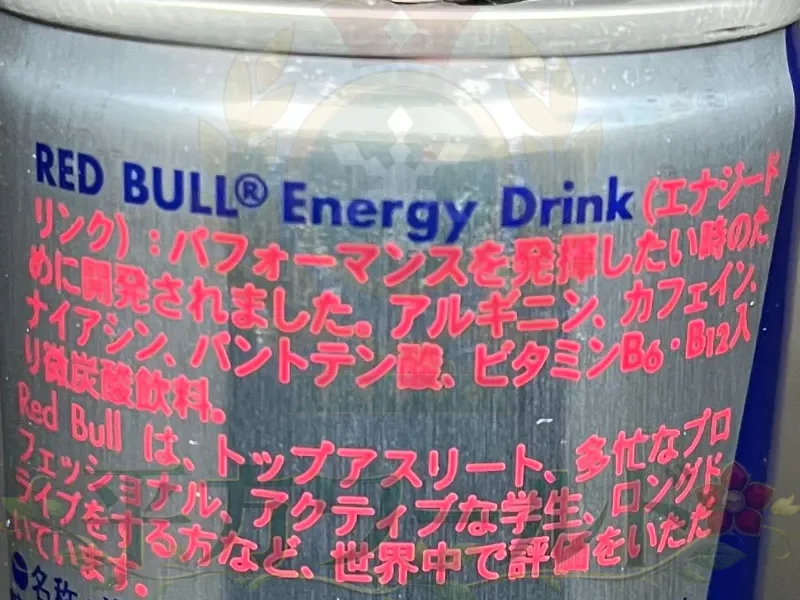 RED BULL® Energy Drink (エナジード
リンク) : パフォーマンスを発揮したい時のた
めに開発されました。アルギニン、カフェイン、
ナイアシン、パントテン酸、ビタミンB6・B12入
り微炭酸飲料。
Red Bull は、トップアスリート、多忙なプロ
フェッショナル、アクティブな学生、ロングド
ライブをする方など、世界中で評価をいただ
いています。
●名称